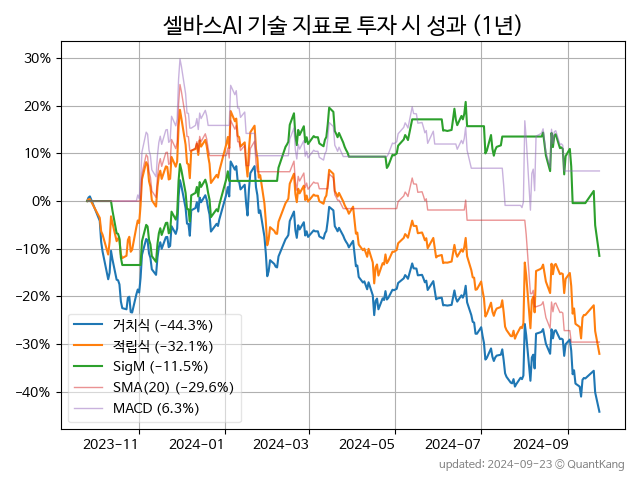 셀바스AI 기술 지표로 투자 시 성과 (1년)
30%
20%
10%
0%
−10%
−20%
−30%
−40%
거치식 (−44.3%)
적립식 (−32.1%)
SigM (−11.5%)
SMA(20) (−29.6%)
MACD (6.3%)
2023−11 2024−01 2024−03 2024−05 2024−07 2024−09
updated: 2024−09−23 © QuantKang